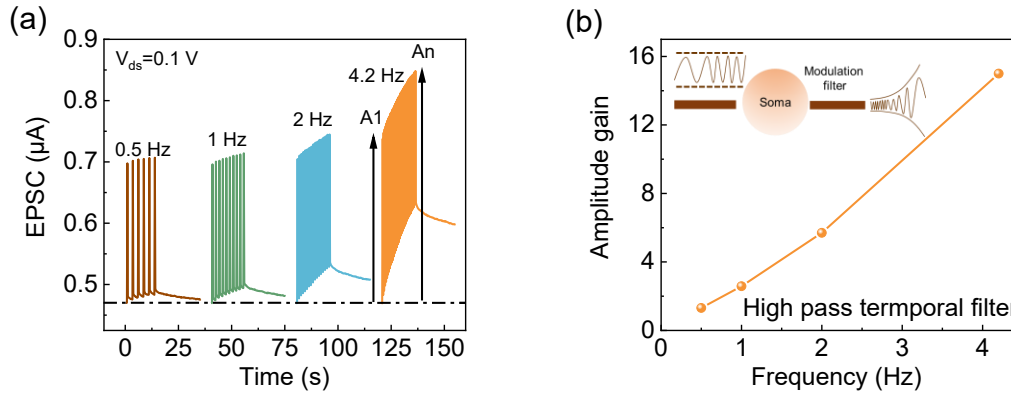 (a)
V_ds=0.1 V
0.5 Hz
1 Hz
2 Hz
4.2 Hz
A1
An
EPSC (μA)
0.9
0.8
0.7
0.6
0.5
0
25
50
75
100
125
150
Time (s)
(b)
Amplitude gain
16
12
8
4
0
Soma
Modulation
filter
High pass termporal filter
0
1
2
3
4
Frequency (Hz)